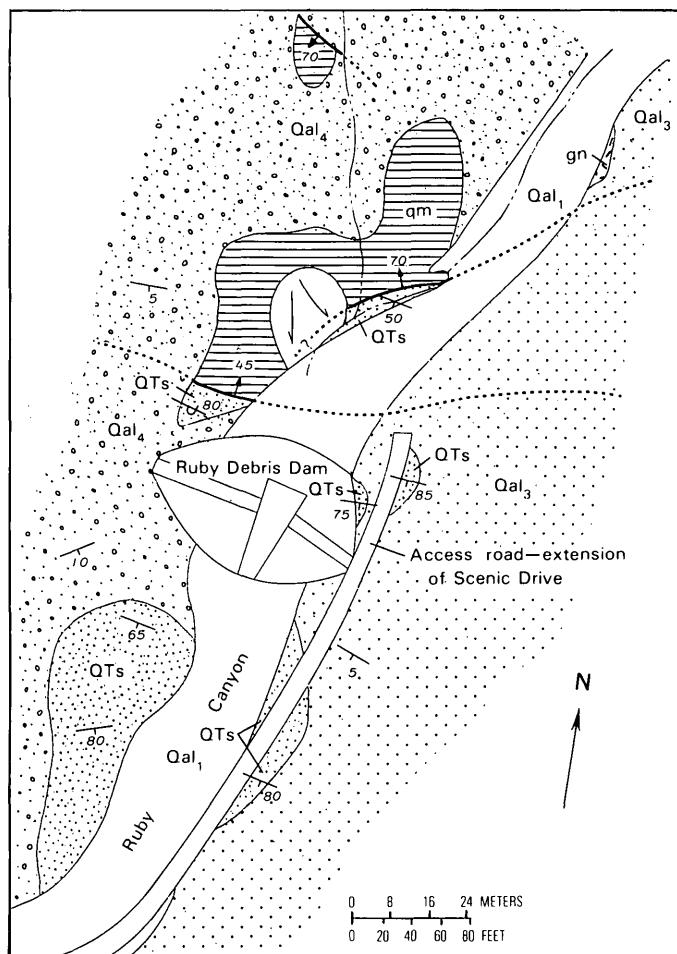 70
Qal4
Qal3
gn
Qal1
qm
70
5
50
QTs
45
QTs
80
Qal4
QTs
Ruby Debris Dam
QTs
Qal3
85
75
Access road—extension
of Scenic Drive
10
65
5
QTs
N
Canyon
80
QTs
Qal1
80
Ruby
0 8 16 24 METERS
0 20 40 60 80 FEET